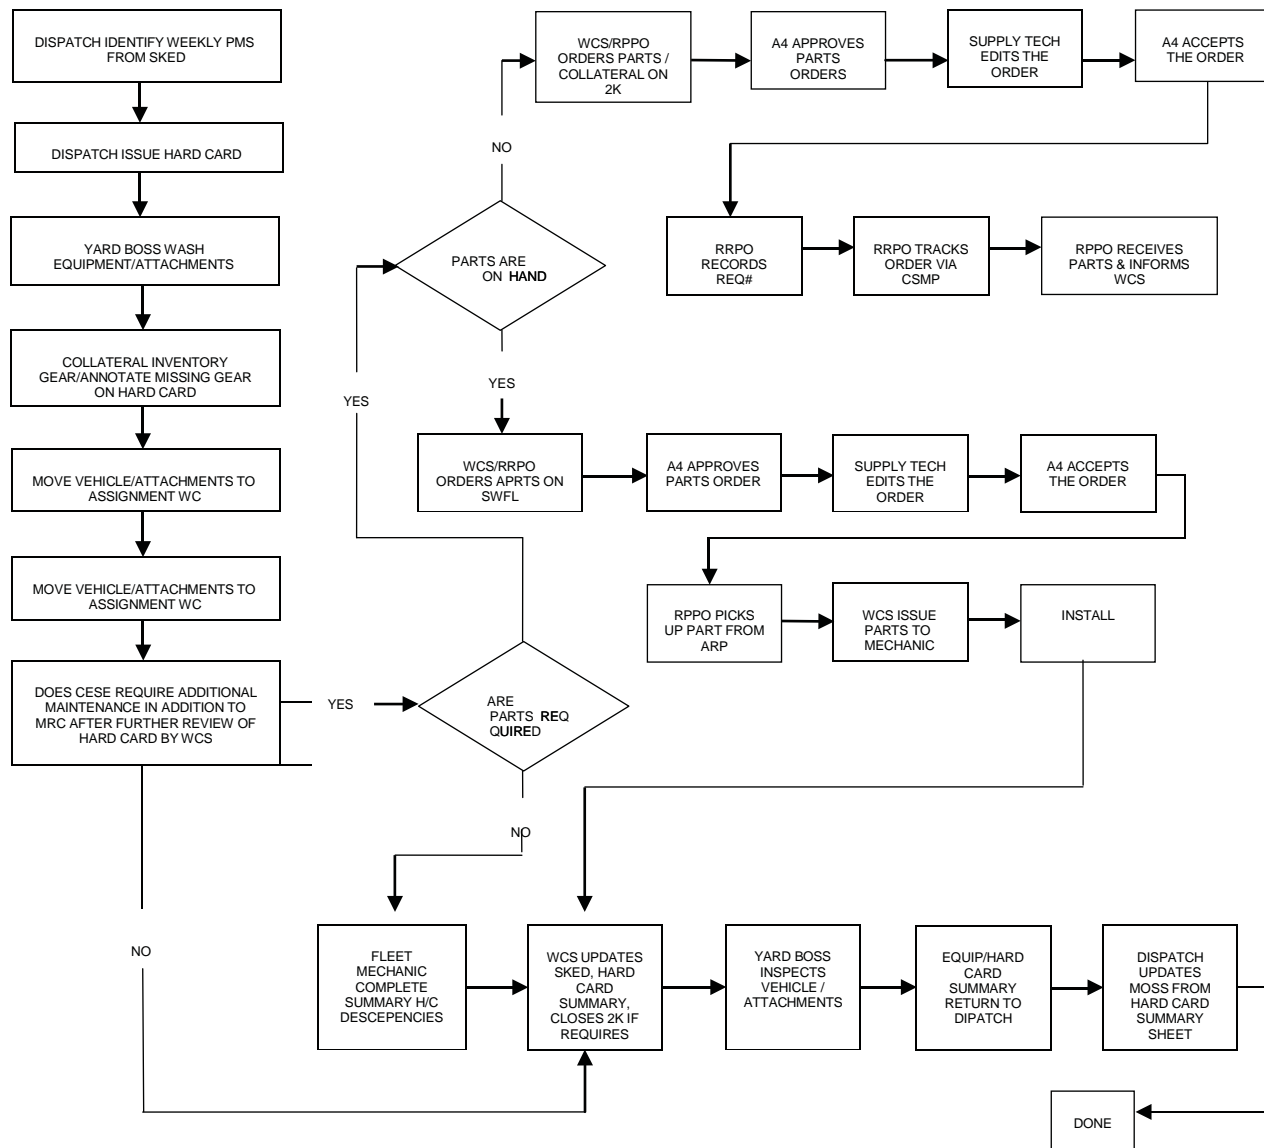 DISPATCH IDENTIFY WEEKLY PMS
FROM SKED
DISPATCH ISSUE HARD CARD
YARD BOSS WASH
EQUIPMENT/ATTACHMENTS
COLLATERAL INVENTORY
GEAR/ANNOTATE MISSING GEAR
ON HARD CARD
MOVE VEHICLE/ATTACHMENTS TO
ASSIGNMENT WC
MOVE VEHICLE/ATTACHMENTS TO
ASSIGNMENT WC
DOES CESE REQUIRE ADDITIONAL
MAINTENANCE IN ADDITION TO
MRC AFTER FURTHER REVIEW OF
HARD CARD BY WCS
YES
NO
ARE
PARTS REQ
QUIRED
YES
NO
PARTS ARE
ON HAND
NO
WCS/RPPO
ORDERS PARTS /
COLLATERAL ON
2K
A4 APPROVES
PARTS
ORDERS
SUPPLY TECH
EDITS THE
ORDER
A4 ACCEPTS
THE ORDER
RRPO
RECORDS
REQ#
RRPO TRACKS
ORDER VIA
CSMP
RPPO RECEIVES
PARTS & INFORMS
WCS
YES
WCS/RRPO
ORDERS APRTS ON
SWFL
A4 APPROVES
PARTS ORDER
SUPPLY TECH
EDITS THE
ORDER
A4 ACCEPTS
THE ORDER
RPPO PICKS
UP PART FROM
ARP
WCS ISSUE
PARTS TO
MECHANIC
INSTALL
FLEET
MECHANIC
COMPLETE
SUMMARY H/C
DESCEPENCIES
WCS UPDATES
SKED, HARD
CARD
SUMMARY,
CLOSES 2K IF
REQUIRES
YARD BOSS
INSPECTS
VEHICLE /
ATTACHMENTS
EQUIP/HARD
CARD
SUMMARY
RETURN TO
DIPATCH
DISPATCH
UPDATES
MOSS FROM
HARD CARD
SUMMARY
SHEET
DONE